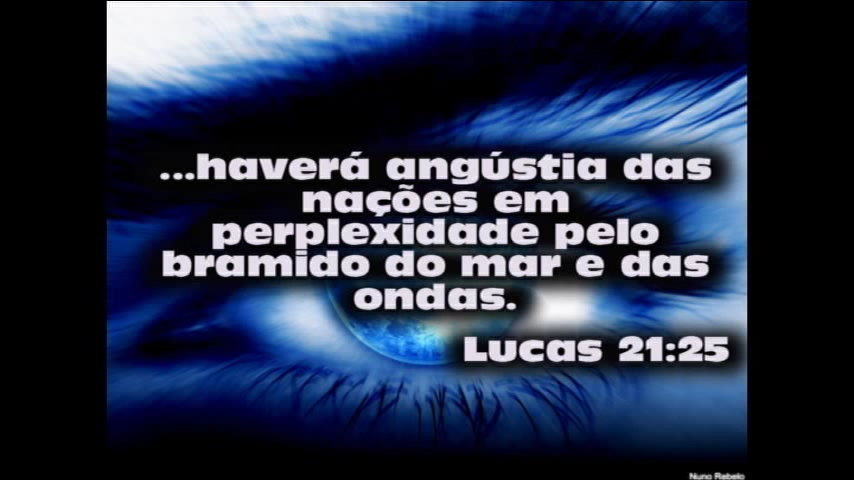 ...haverá angústia das
nações em
perplexidade pelo
bramido do mar e das
ondas.
Lucas 21:25
Nuno Rebelo